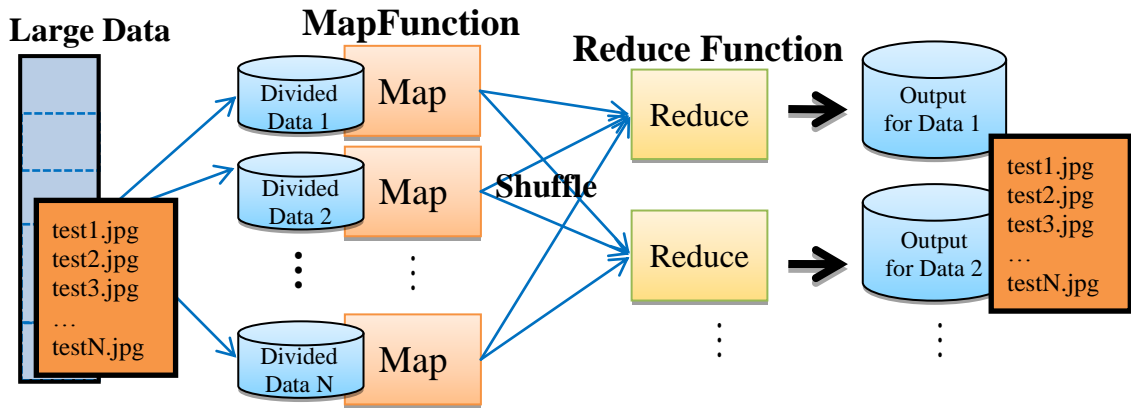 Large Data
test1.jpg
test2.jpg
test3.jpg
…
testN.jpg
MapFunction
Divided
Data 1
Map
Divided
Data 2
Map
Divided
Data N
Map
Shuffle
Reduce Function
Reduce
Reduce
Output
for Data 1
Output
for Data 2
test1.jpg
test2.jpg
test3.jpg
…
testN.jpg